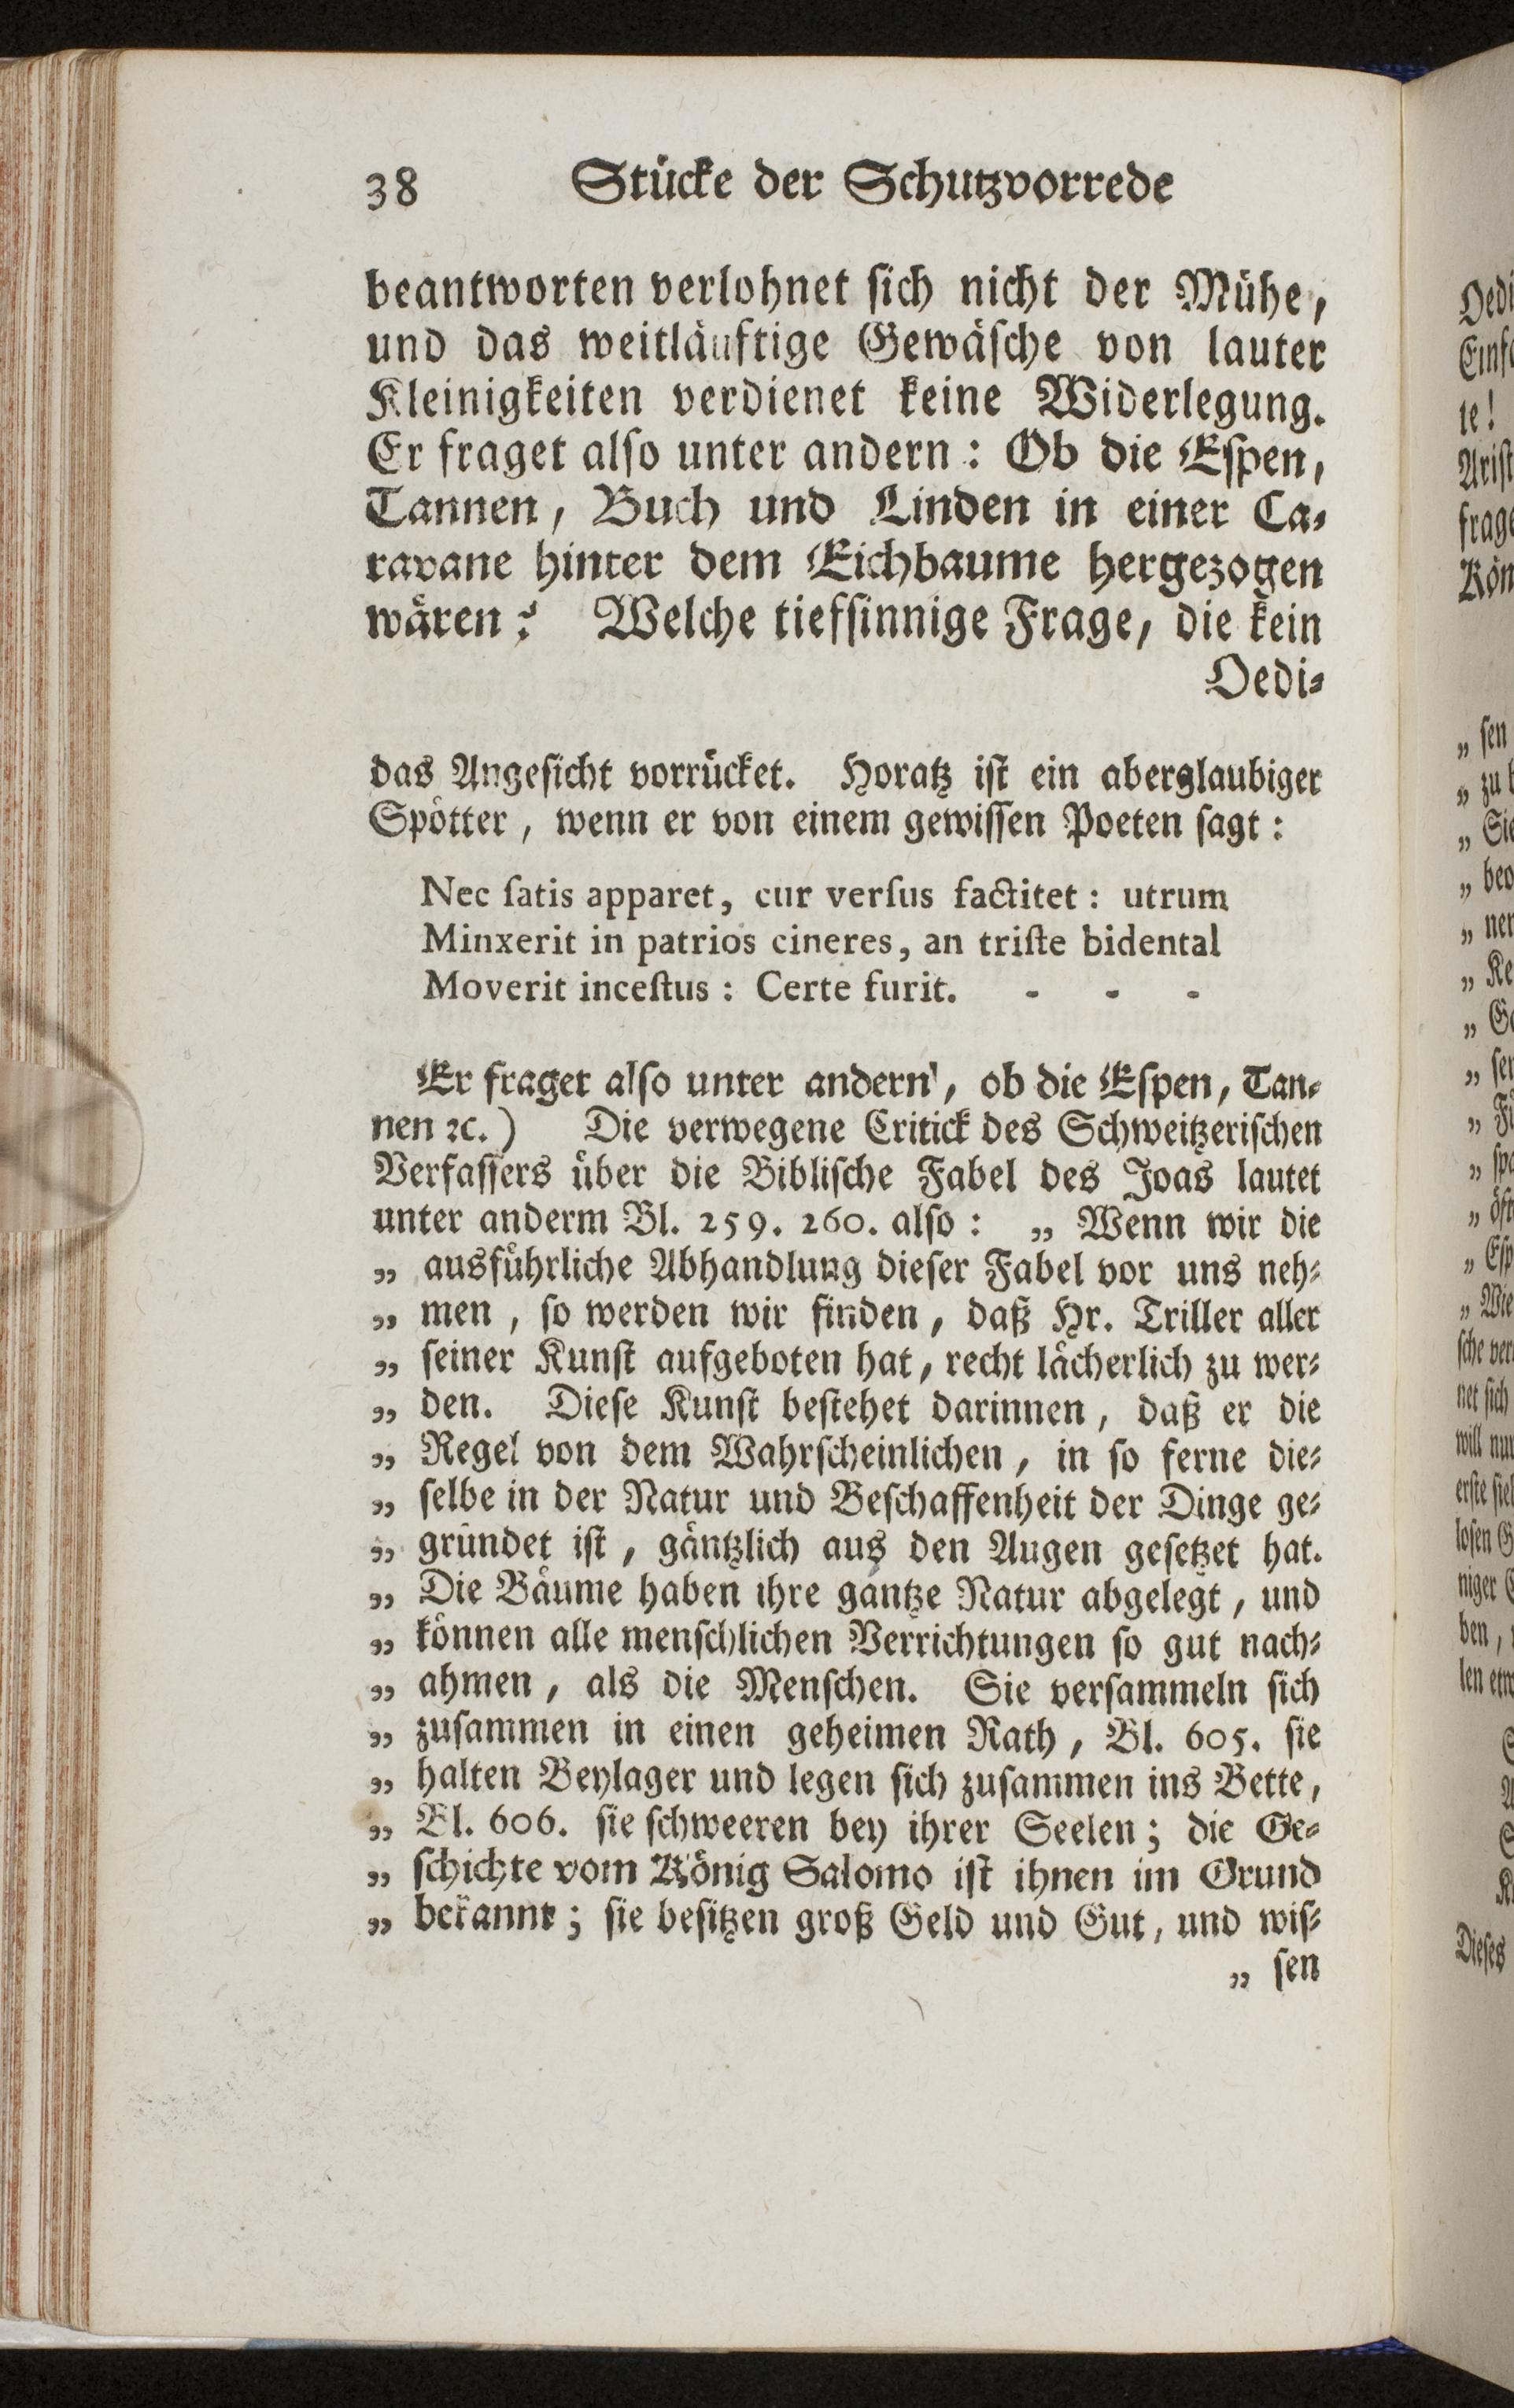 38 Stücke der Schutzvorrede
beantworten verlohnet sich nicht der Mühe,
und das weitläuftige Gewäsche von lauter
Kleinigkeiten verdienet keine Widerlegung.
Er fraget also unter andern: Ob die Espen,
Tannen, Buch und Linden in einer Ca-
ravane hinter dem Eichbaume hergezogen
wären? Welche tiefsinnige Frage, die kein
Oedi-
das Angesicht vorrücket. Horatz ist ein aberglaubiger
Spötter, wenn er von einem gewissen Poeten sagt:
Nec ſatis apparet, cur verſus factitet: utrum
Minxerit in patrios cineres, an triſte bidental
Moverit inceſtus: Certe furit. - - -
Er fraget also unter andern, ob die Espen, Tan-
nen ꝛc.) Die verwegene Critick des Schweitzerischen
Verfassers über die Biblische Fabel des Joas lautet
unter anderm Bl. 259. 260. also: „ Wenn wir die
„ ausführliche Abhandlung dieser Fabel vor uns neh-
„ men, so werden wir finden, daß Hr. Triller aller
„ seiner Kunst aufgeboten hat, recht lächerlich zu wer-
„ den. Diese Kunst bestehet darinnen, daß er die
„ Regel von dem Wahrscheinlichen, in so ferne die-
„ selbe in der Natur und Beschaffenheit der Dinge ge-
„ gründet ist, gäntzlich aus den Augen gesetzet hat.
„ Die Bäume haben ihre gantze Natur abgelegt, und
„ können alle menschlichen Verrichtungen so gut nach-
„ ahmen, als die Menschen. Sie versammeln sich
„ zusammen in einen geheimen Rath, Bl. 605. sie
„ halten Beylager und legen sich zusammen ins Bette,
„ Bl. 606. sie schweeren bey ihrer Seelen; die Ge-
„ schichte vom König Salomo ist ihnen im Grund
„ bekannt; sie besitzen groß Geld und Gut, und wis-
„ sen